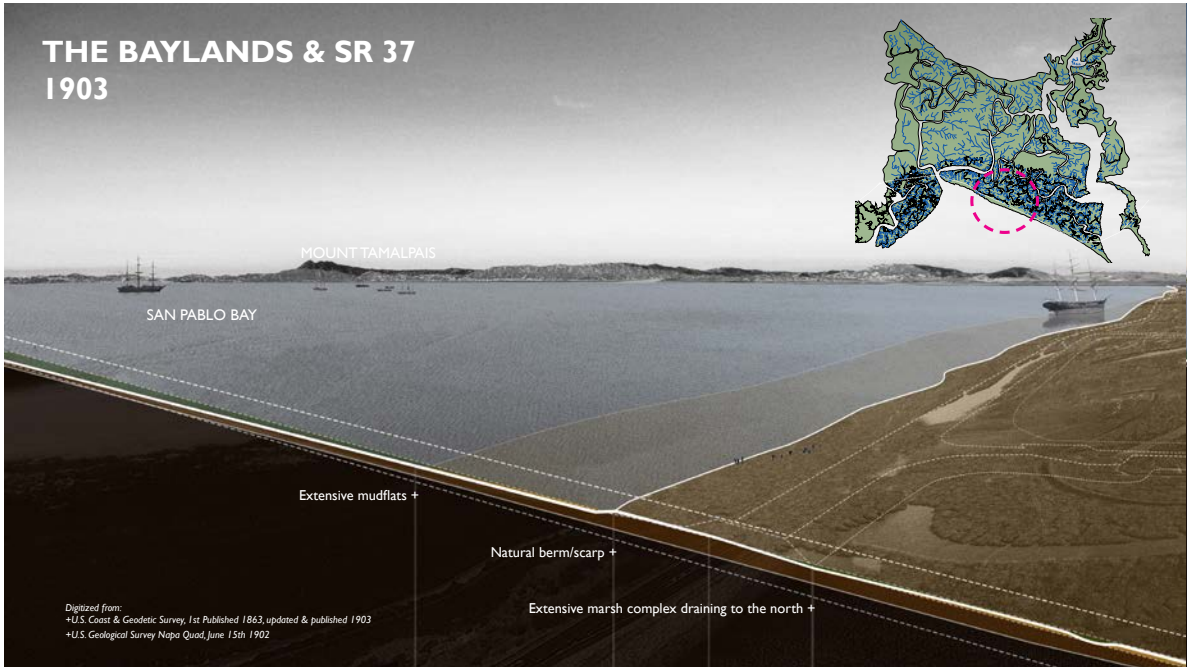 THE BAYLANDS & SR 37
1903
MOUNT TAMALPAIS
SAN PABLO BAY
Extensive mudflats +
Natural berm/scarp +
Extensive marsh complex draining to the north +
Digitized from:
+U.S. Coast & Geodetic Survey, 1st Published 1863, updated & published 1903
+U.S. Geological Survey Napa Quad, June 15th 1902